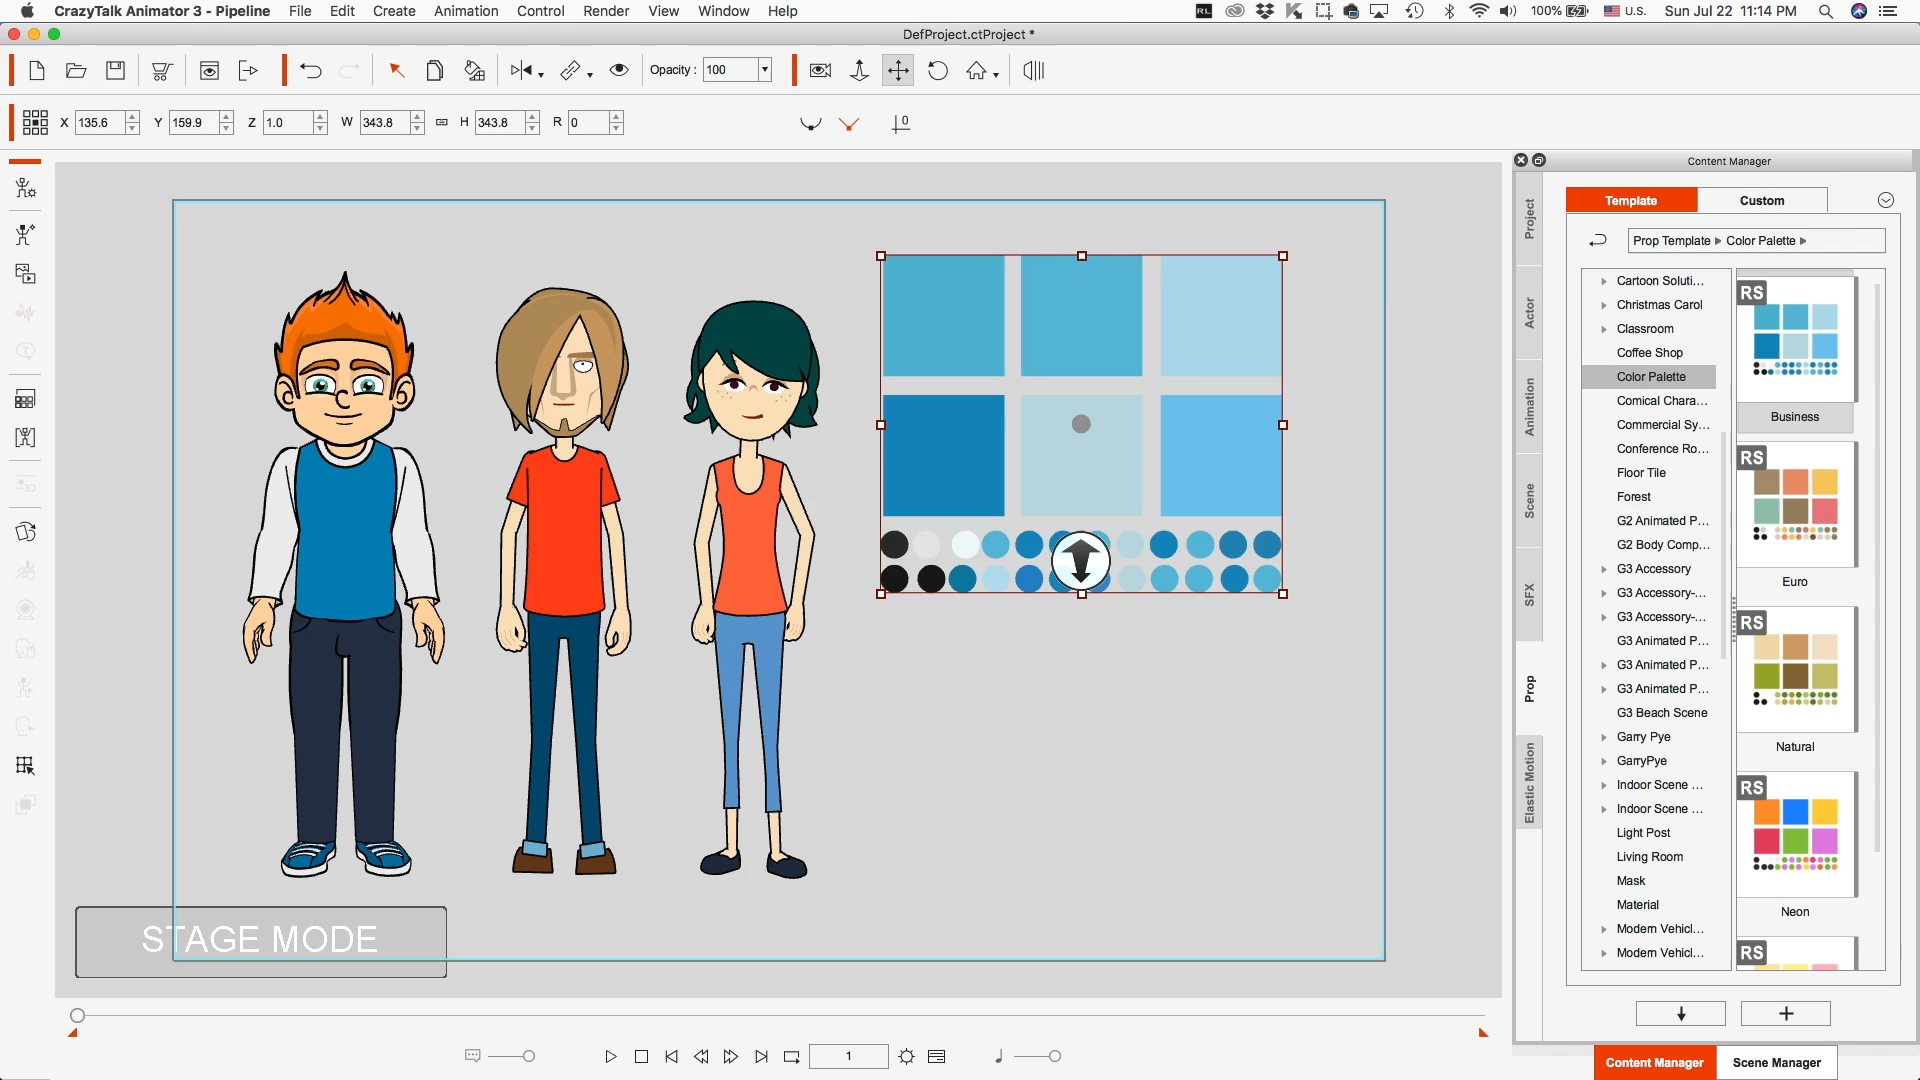 CrazyTalk Animator 3 - Pipeline File Edit Create Animation Control Render View Window Help RL 100% U.S. Sun Jul 22 11:14 PM
DefProject.ctProject *
Opacity : 100
X 135.6 Y 159.9 Z 1.0 W 343.8 H 343.8 R 0 0
Content Manager
Template Custom
Prop Template Color Palette
Project
Actor
Animation
Scene
SFX
Prop
Elastic Motion
Cartoon Soluti...
Christmas Carol
Classroom
Coffee Shop
Color Palette
Comical Chara...
Commercial Sy...
Conference Ro...
Floor Tile
Forest
G2 Animated P...
G2 Body Comp...
G3 Accessory
G3 Accessory-...
G3 Accessory-...
G3 Animated P...
G3 Animated P...
G3 Animated P...
G3 Beach Scene
Garry Pye
GarryPye
Indoor Scene ...
Indoor Scene ...
Light Post
Living Room
Mask
Material
Modern Vehicl...
Modern Vehicl...
RS
Business
RS
Euro
RS
Natural
RS
Neon
RS
STAGE MODE
1
Content Manager Scene Manager